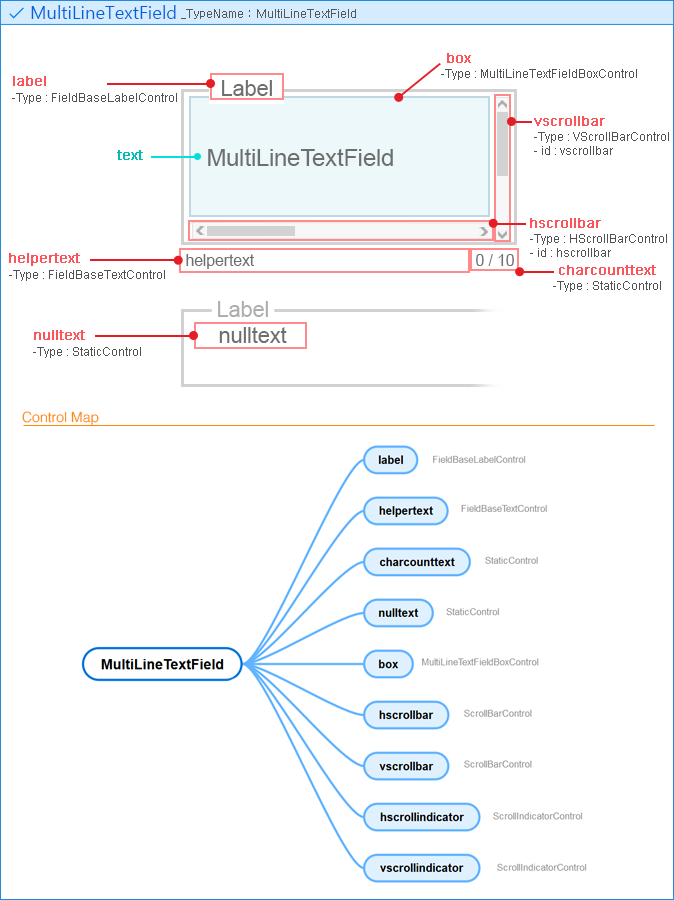 MultiLineTextField _TypeName : MultiLineTextField
label
-Type : FieldBaseLabelControl
box
-Type : MultiLineTextFieldBoxControl
Label
vscrollbar
-Type : VScrollBarControl
- id : vscrollbar
text
MultiLineTextField
hscrollbar
-Type : HScrollBarControl
- id : hscrollbar
helpertext
-Type : FieldBaseTextControl
helpertext
0 / 10
charcounttext
-Type : StaticControl
Label
nulltext
-Type : StaticControl
nulltext
Control Map
label FieldBaseLabelControl
helpertext FieldBaseTextControl
charcounttext StaticControl
nulltext StaticControl
MultiLineTextField
box MultiLineTextFieldBoxControl
hscrollbar ScrollBarControl
vscrollbar ScrollBarControl
hscrollindicator ScrollIndicatorControl
vscrollindicator ScrollIndicatorControl